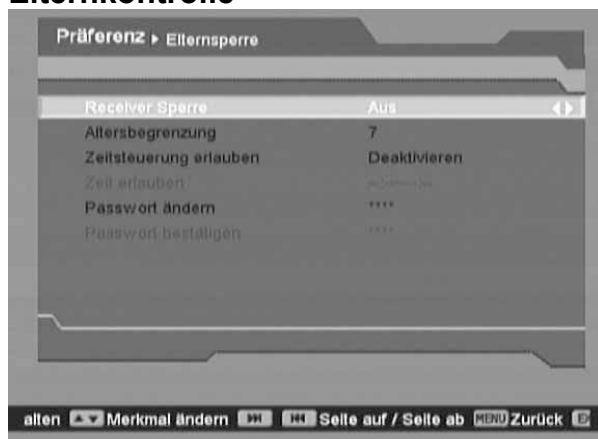 Elternkontrolle
Präferenz ▸ Elternsperre
Receiver Sperre Aus
Altersbegrenzung 7
Zeitsteuerung erlauben Deaktivieren
Zeit erlauben
Passwort ändern ****
Passwort bestätigen ****
alten Merkmal ändern Seite auf / Seite ab MENU Zurück